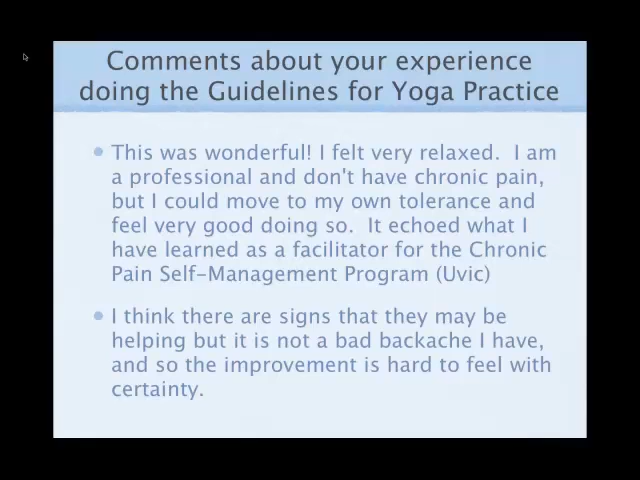 Comments about your experience
doing the Guidelines for Yoga Practice
This was wonderful! I felt very relaxed.  I am
a professional and don't have chronic pain,
but I could move to my own tolerance and
feel very good doing so.  It echoed what I
have learned as a facilitator for the Chronic
Pain Self-Management Program (Uvic)
I think there are signs that they may be
helping but it is not a bad backache I have,
and so the improvement is hard to feel with
certainty.